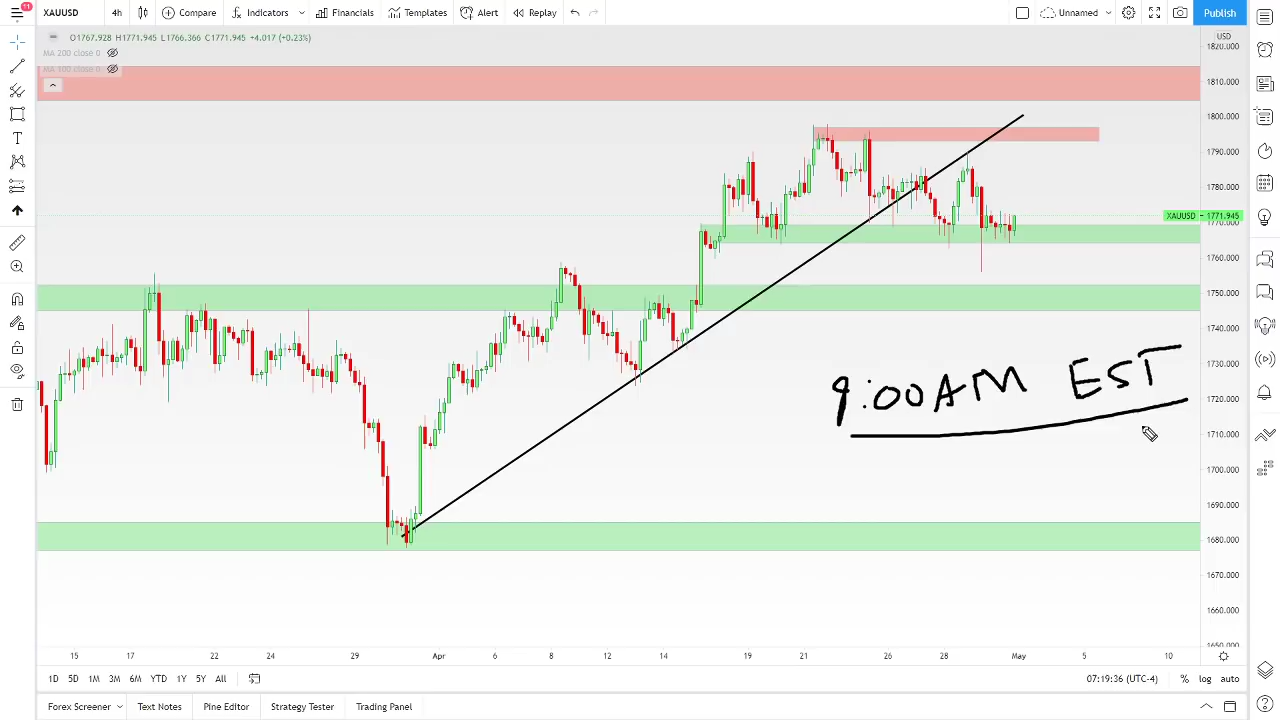 11
XAUUSD 4h Compare Indicators Financials Templates Alert Replay Unnamed Publish
O1767.928 H1771.945 L1766.366 C1771.945 +4.017 (+0.23%)
MA 200 close 0
MA 100 close 0
USD
1820.000
1810.000
1800.000
1790.000
1780.000
XAUUSD − 1771.945
1770.000
1760.000
1750.000
1740.000
1730.000
1720.000
1710.000
1700.000
1690.000
1680.000
1670.000
1660.000
1650.000
9:00AM EST
15 17 22 24 29 Apr 6 8 12 14 19 21 26 28 May 5 10
1D 5D 1M 3M 6M YTD 1Y 5Y All 07:19:36 (UTC-4) % log auto
Forex Screener Text Notes Pine Editor Strategy Tester Trading Panel